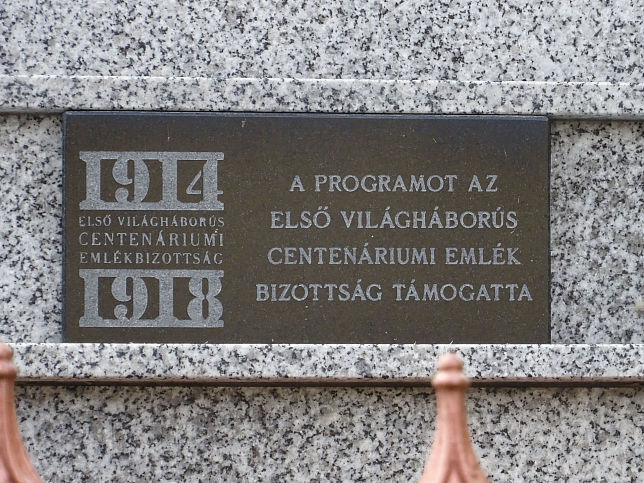 1914
ELSŐ VILÁGHÁBORÚS
CENTENÁRIUMI
EMLÉKBIZOTTSÁG
1918
A PROGRAMOT AZ
ELSŐ VILÁGHÁBORÚS
CENTENÁRIUMI EMLÉK
BIZOTTSÁG TÁMOGATTA